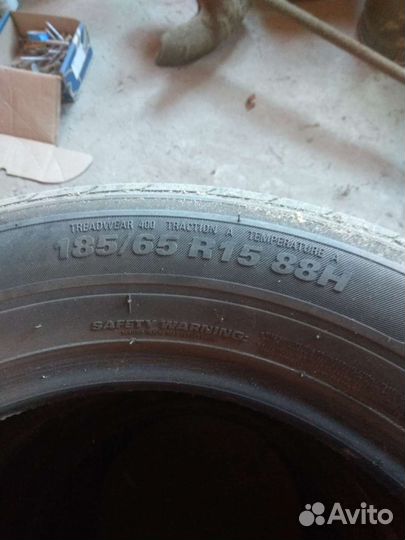 TREADWEAR 400 TRACTION A TEMPERATURE A
185/65 R15 88H
SAFETY WARNING:
Avito